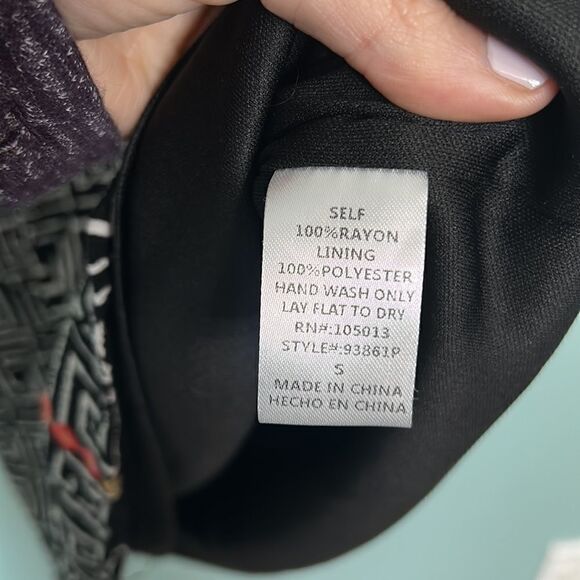 SELF
100%RAYON
LINING
100%POLYESTER
HAND WASH ONLY
LAY FLAT TO DRY
RN#:105013
STYLE#:93861P
S
MADE IN CHINA
HECHO EN CHINA